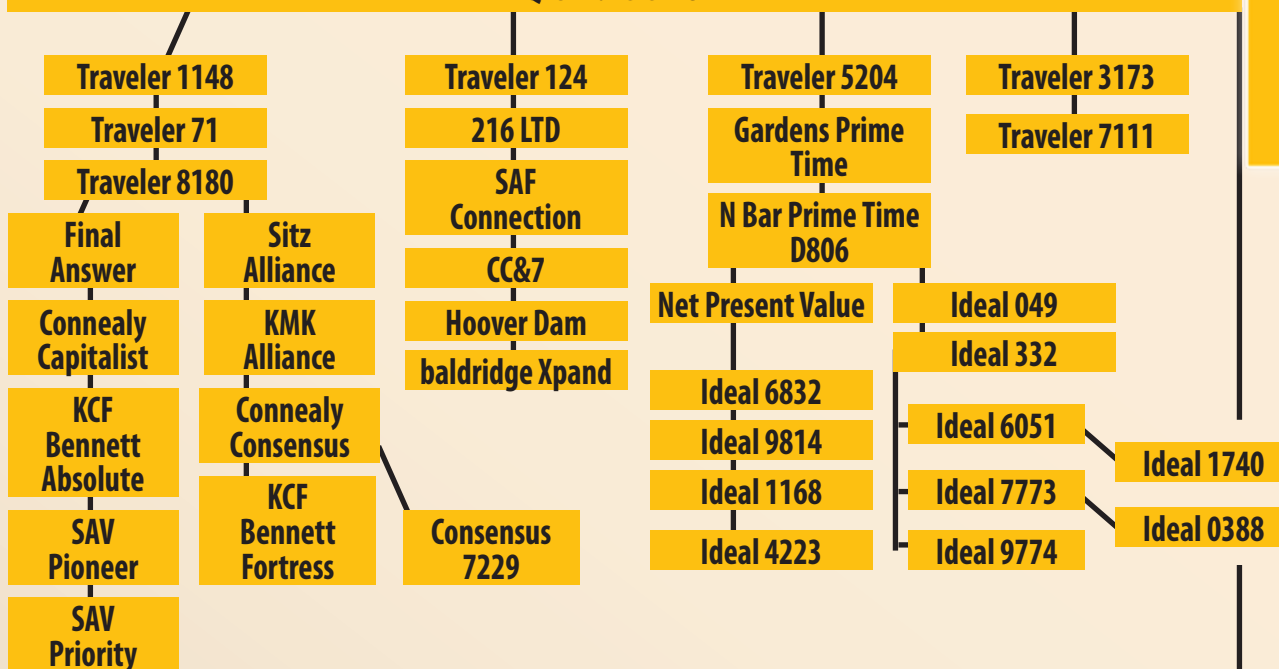 Traveler 1148
Traveler 71
Traveler 8180
Final
Answer
Connealy
Capitalist
KCF
Bennett
Absolute
SAV
Pioneer
SAV
Priority
Sitz
Alliance
KMK
Alliance
Connealy
Consensus
KCF
Bennett
Fortress
Consensus
7229
Traveler 124
216 LTD
SAF
Connection
CC&7
Hoover Dam
baldridge Xpand
Traveler 5204
Gardens Prime
Time
N Bar Prime Time
D806
Net Present Value
Ideal 6832
Ideal 9814
Ideal 1168
Ideal 4223
Ideal 049
Ideal 332
Ideal 6051
Ideal 7773
Ideal 9774
Ideal 1740
Ideal 0388
Traveler 3173
Traveler 7111